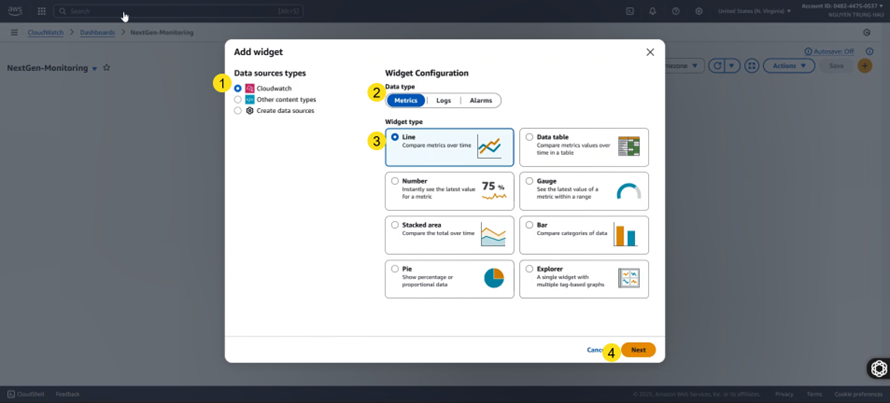 aws
Search
[Ctrl+S]
United States (N. Virginia)
Account ID: 0482-4475-0537
NGUYEN TRUNG HAU
CloudWatch > Dashboards > NextGen-Monitoring
Autosave: Off
NextGen-Monitoring
Actions
Save
Add widget
Data sources types
1
Cloudwatch
Other content types
Create data sources
Widget Configuration
Data type
2
Metrics
Logs
Alarms
Widget type
3
Line
Compare metrics over time
Data table
Compare metrics values over
time in a table
Number
Instantly see the latest value
for a metric
75 %
Gauge
See the latest value of a
metric within a range
Stacked area
Compare the total over time
Bar
Compare categories of data
Pie
Show percentage or
proportional data
Explorer
A single widget with
multiple tag-based graphs
Canc
4
Next
CloudShell
Feedback
© 2025, Amazon Web Services, Inc. or its affiliates.
Privacy
Terms
Cookie preferences